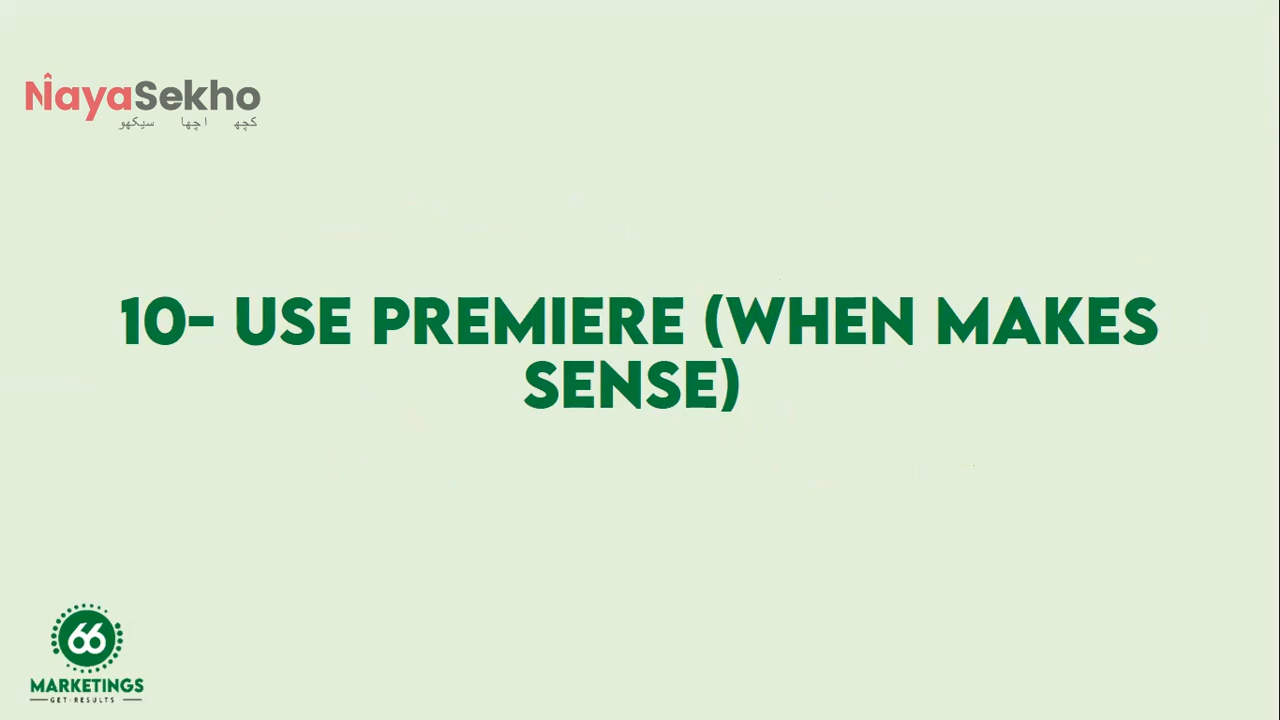 NayaSekho
کچھ اچھا سیکھو
10- USE PREMIERE (WHEN MAKES
SENSE)
66
MARKETINGS
GET-RESULTS